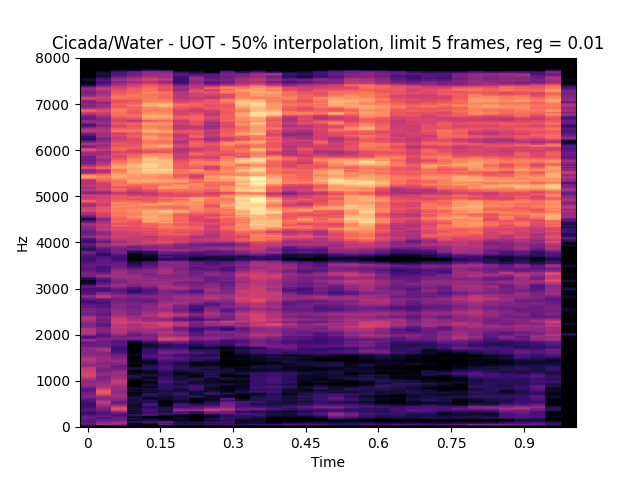 Cicada/Water - UOT - 50% interpolation, limit 5 frames, reg = 0.01
8000
7000
6000
5000
4000
3000
2000
1000
0
Hz
0 0.15 0.3 0.45 0.6 0.75 0.9
Time